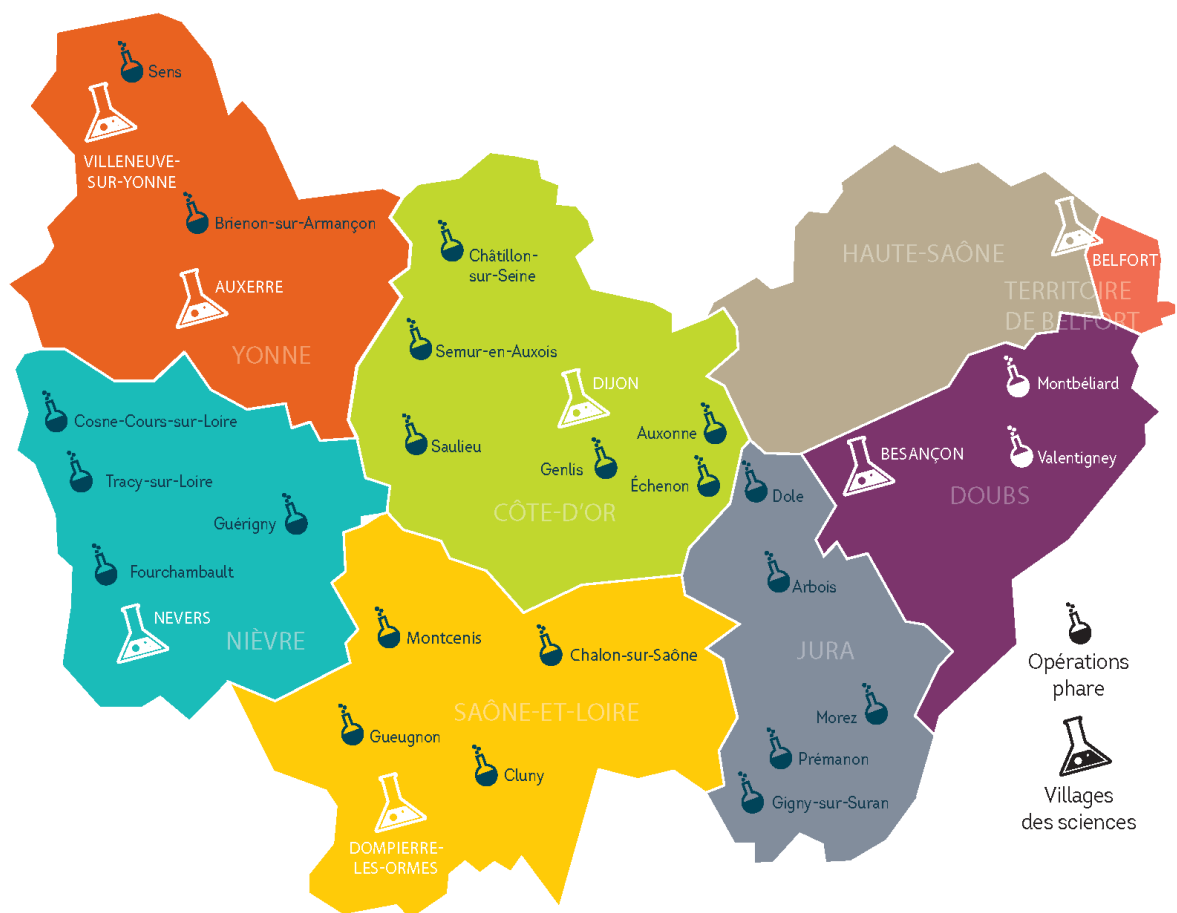 Sens
VILLENEUVE-
SUR-YONNE
Brienon-sur-Armançon
AUXERRE
YONNE
Châtillon-
sur-Seine
Semur-en-Auxois
DIJON
Saulieu
Auxonne
Genlis
Échenon
CÔTE-D'OR
HAUTE-SAÔNE
BELFORT
TERRITOIRE
DE BELFORT
Montbéliard
BESANÇON
Valentigney
DOUBS
Cosne-Cours-sur-Loire
Tracy-sur-Loire
Guérigny
Fourchambault
NEVERS
NIÈVRE
Montcenis
Chalon-sur-Saône
SAÔNE-ET-LOIRE
Gueugnon
Cluny
DOMPIERRE-
LES-ORMES
Dole
Arbois
JURA
Morez
Prémanon
Gigny-sur-Suran
Opérations
phare
Villages
des sciences